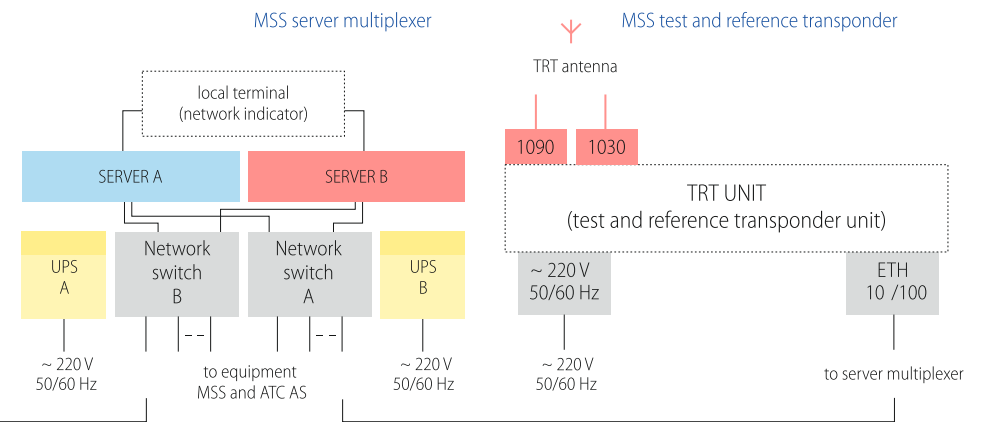 MSS server multiplexer
local terminal
(network indicator)
SERVER A
SERVER B
UPS
A
Network
switch
B
Network
switch
A
UPS
B
~ 220 V
50/60 Hz
to equipment
MSS and ATC AS
~ 220 V
50/60 Hz
MSS test and reference transponder
TRT antenna
1090
1030
TRT UNIT
(test and reference transponder unit)
~ 220 V
50/60 Hz
ETH
10 /100
~ 220 V
50/60 Hz
to server multiplexer